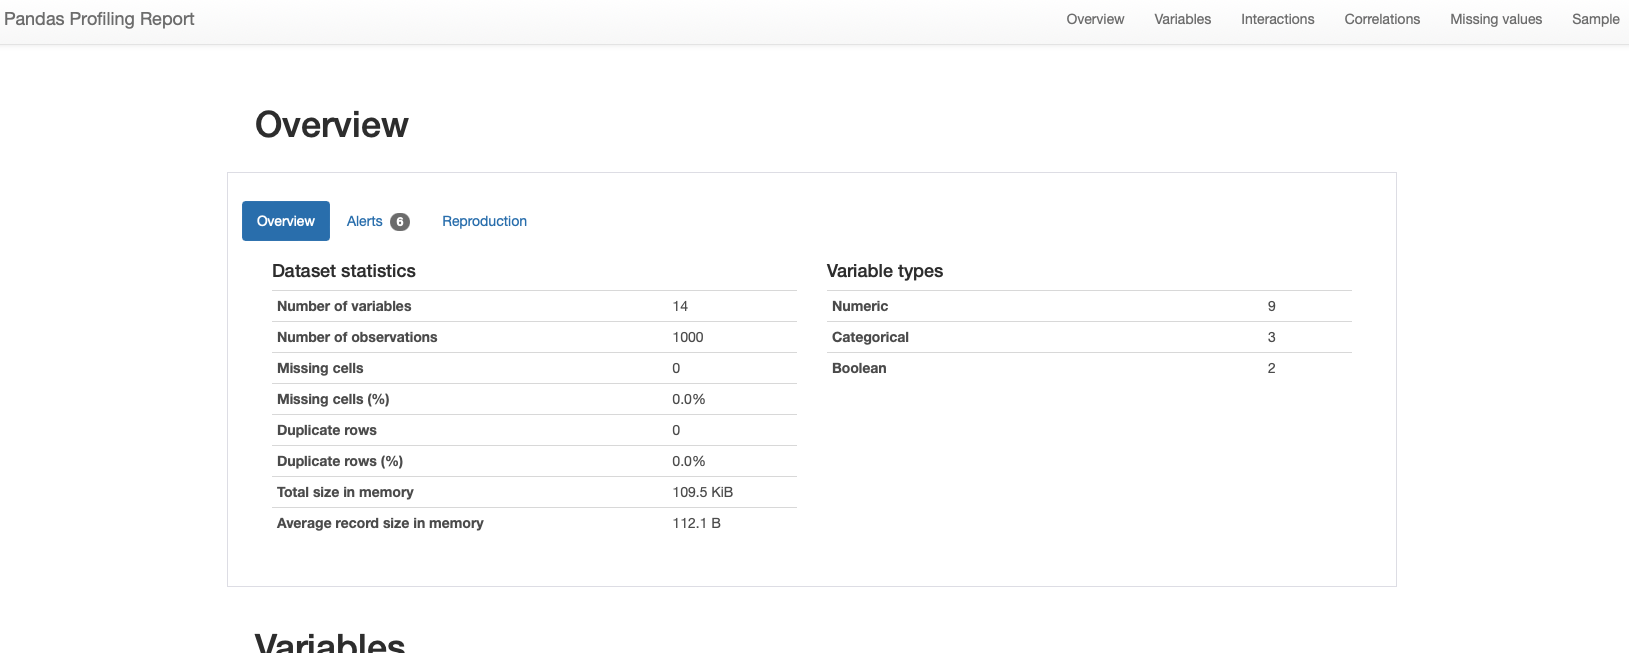 Pandas Profiling Report Overview Variables Interactions Correlations Missing values Sample
Overview
Overview Alerts 6 Reproduction
Dataset statistics
Number of variables 14
Number of observations 1000
Missing cells 0
Missing cells (%) 0.0%
Duplicate rows 0
Duplicate rows (%) 0.0%
Total size in memory 109.5 KiB
Average record size in memory 112.1 B
Variable types
Numeric 9
Categorical 3
Boolean 2
Variables